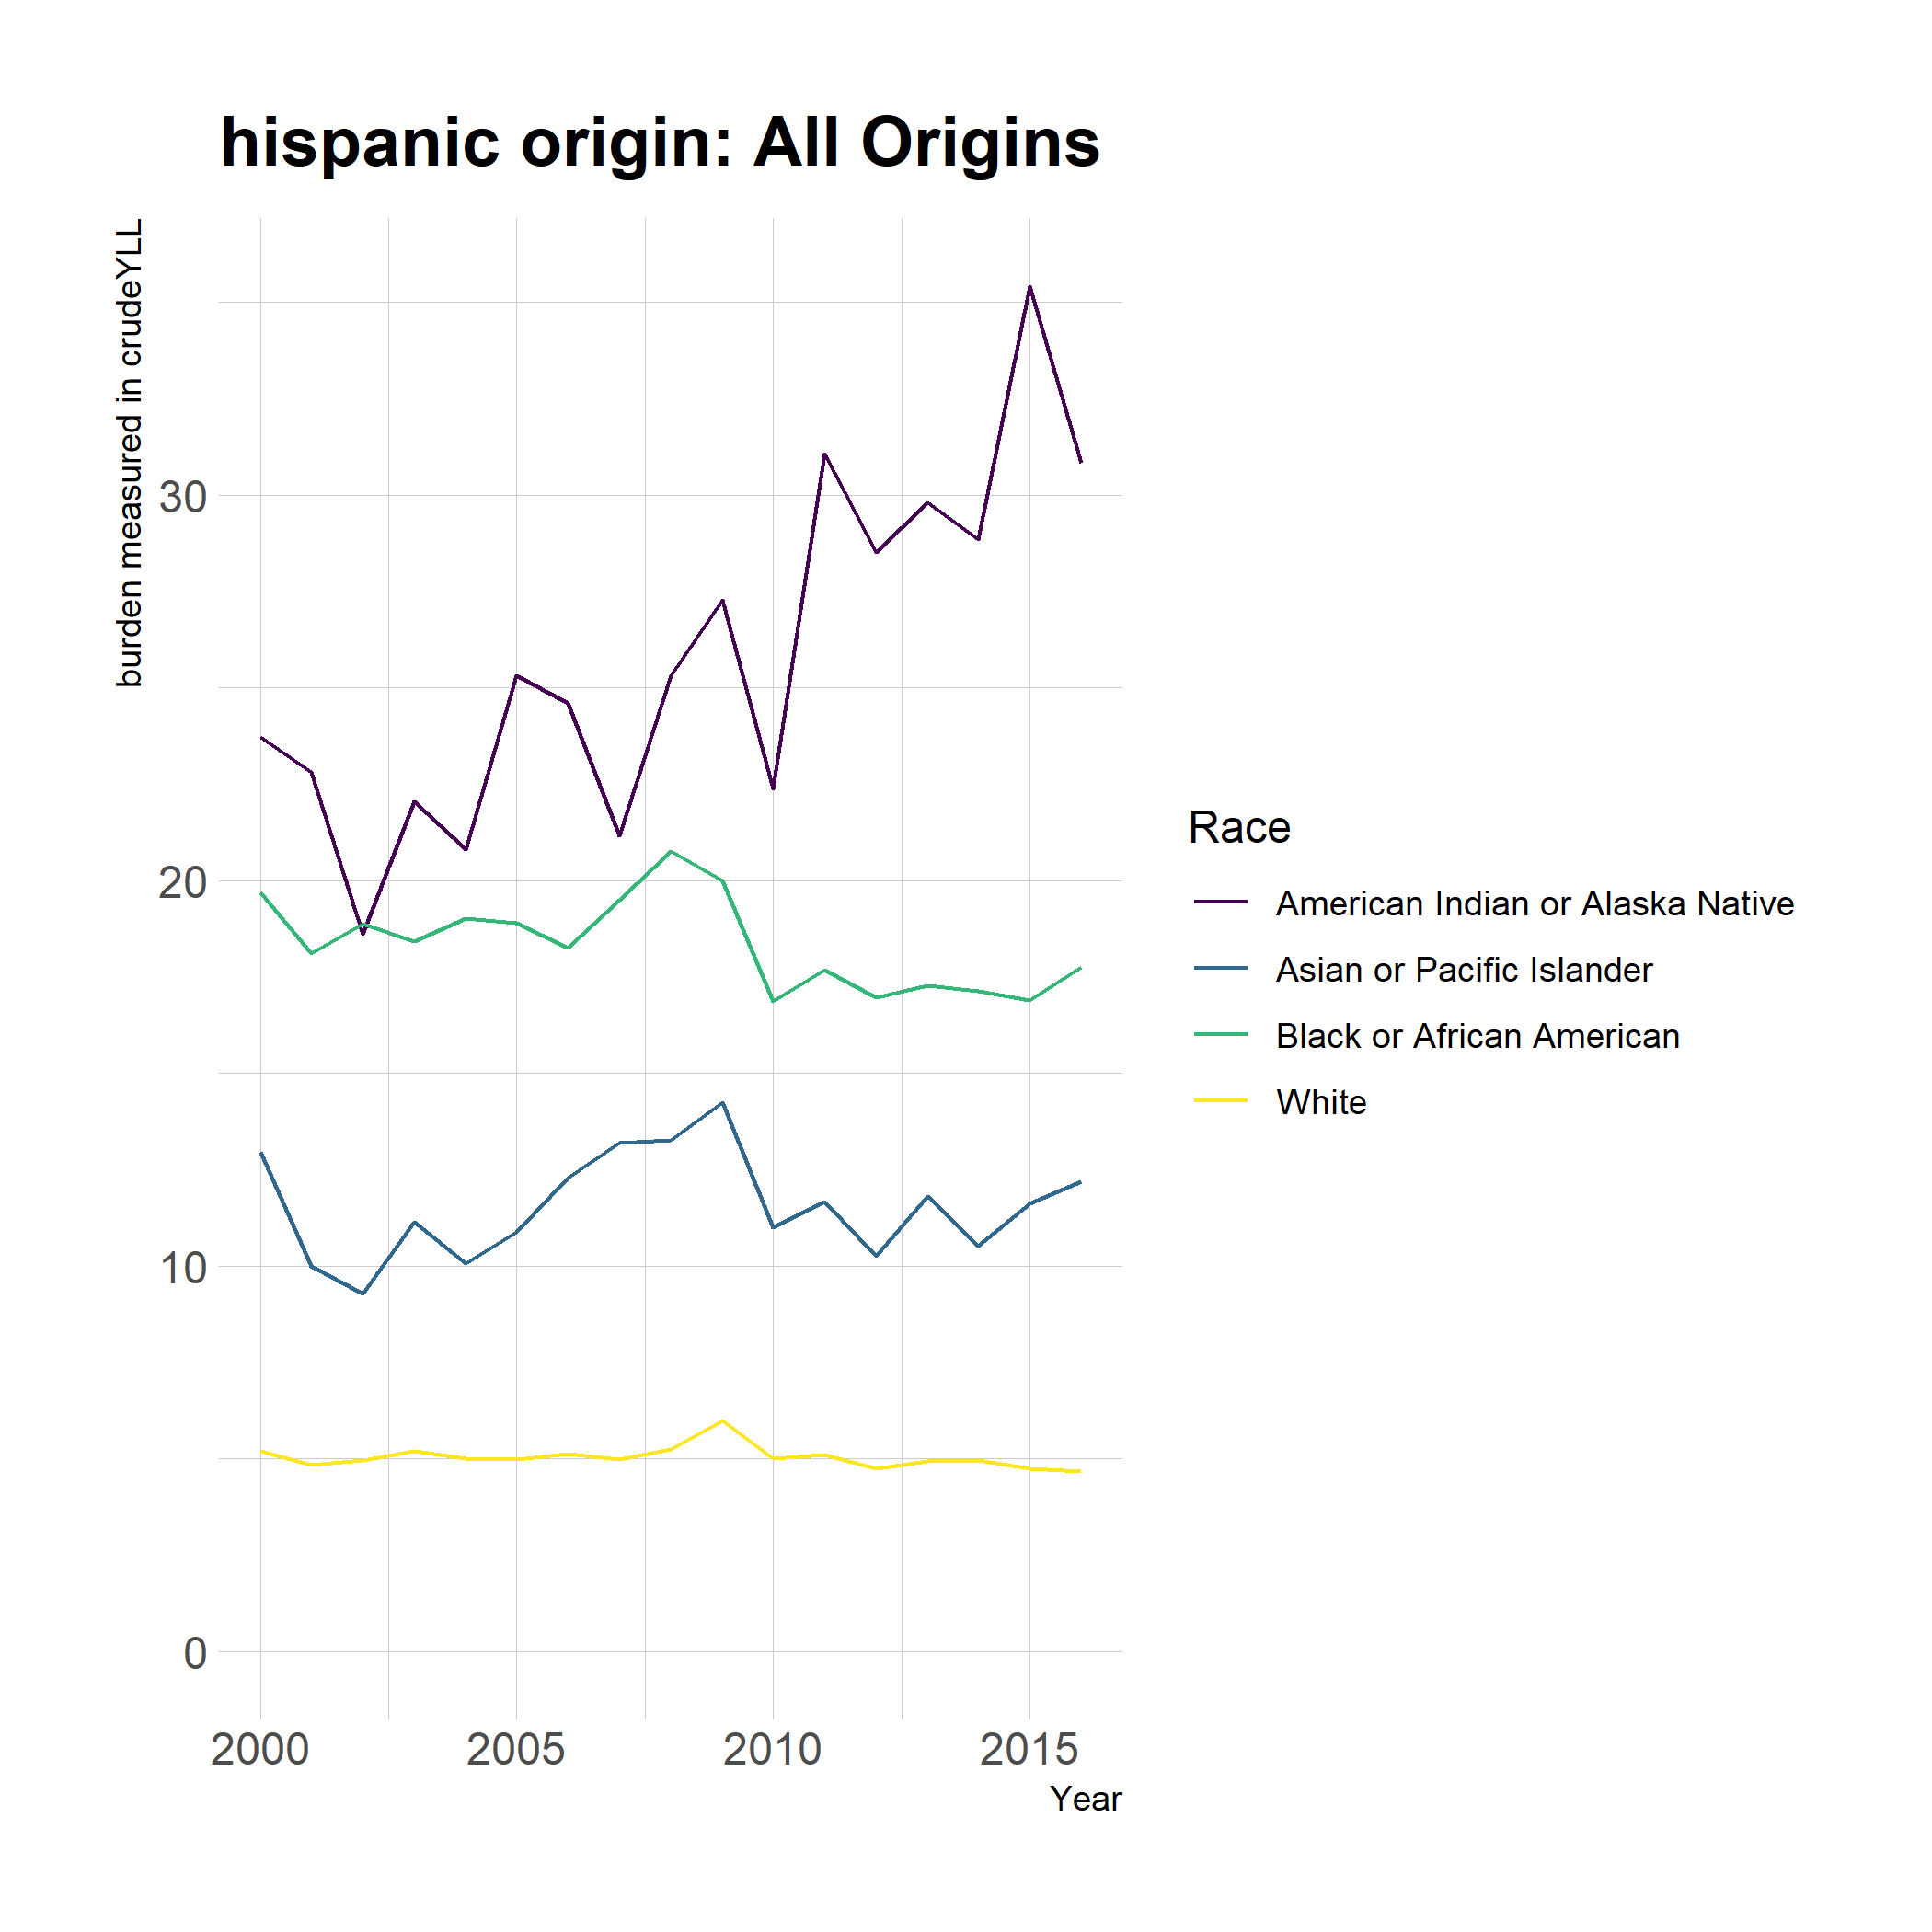 hispanic origin: All Origins
burden measured in crudeYLL
30
20
10
0
2000
2005
2010
2015
Year
Race
American Indian or Alaska Native
Asian or Pacific Islander
Black or African American
White